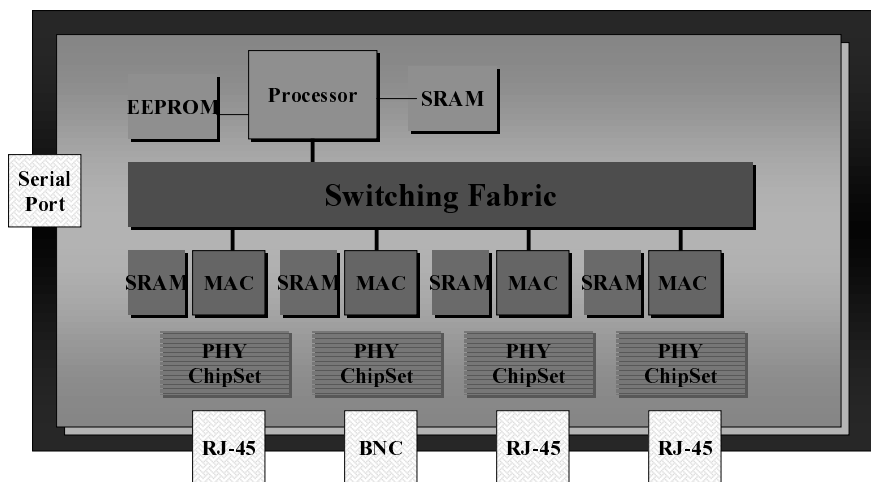 EEPROM
Processor
SRAM
Serial
Port
Switching Fabric
SRAM MAC SRAM MAC SRAM MAC SRAM MAC
PHY PHY PHY PHY
ChipSet ChipSet ChipSet ChipSet
RJ-45 BNC RJ-45 RJ-45